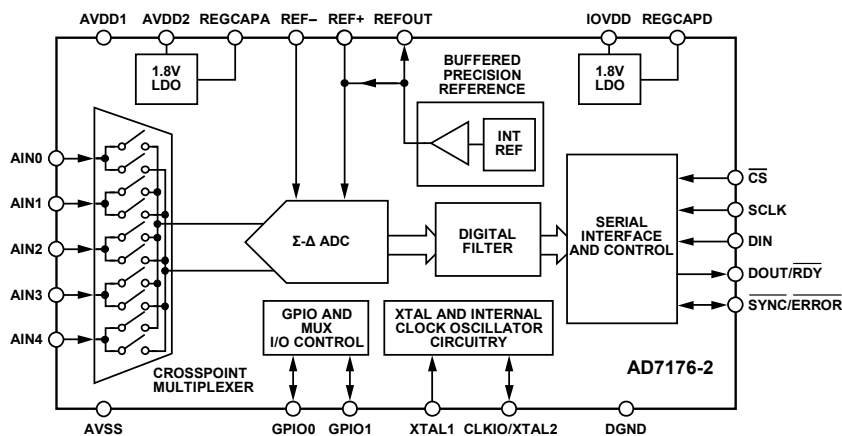 AVDD1 AVDD2 REGCAPA REF– REF+ REFOUT IOVDD REGCAPD
1.8V
LDO
BUFFERED
PRECISION
REFERENCE
1.8V
LDO
INT
REF
AIN0
AIN1
AIN2
AIN3
AIN4
Σ-Δ ADC
DIGITAL
FILTER
SERIAL
INTERFACE
AND CONTROL
CS
SCLK
DIN
DOUT/RDY
SYNC/ERROR
GPIO AND
MUX
I/O CONTROL
XTAL AND INTERNAL
CLOCK OSCILLATOR
CIRCUITRY
CROSSPOINT
MULTIPLEXER
AD7176-2
AVSS GPIO0 GPIO1 XTAL1 CLKIO/XTAL2 DGND